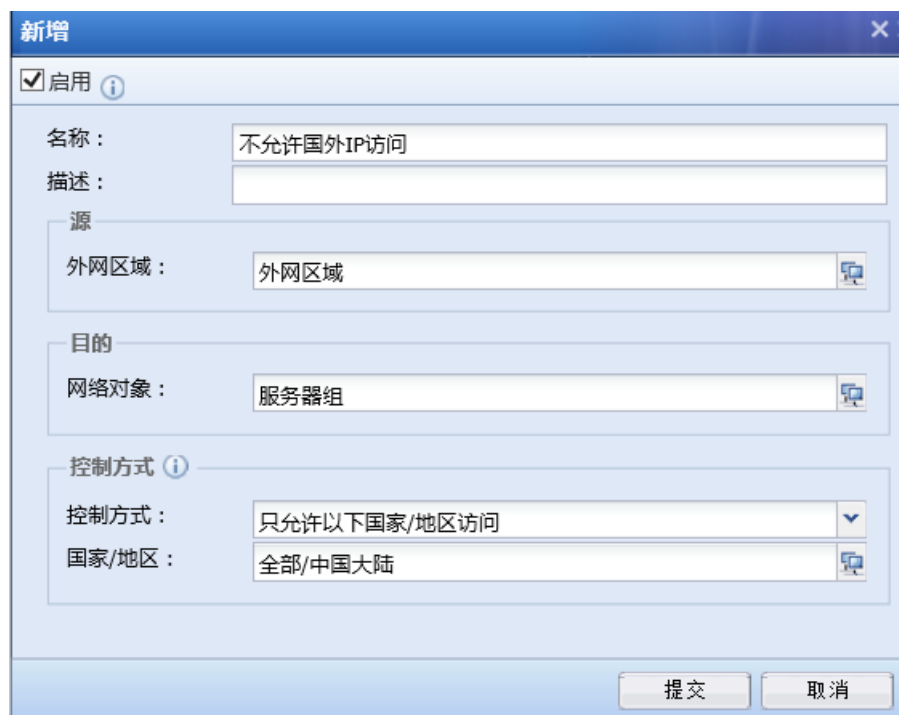 新增
启用
名称：
不允许国外IP访问
描述：
源
外网区域：
外网区域
目的
网络对象：
服务器组
控制方式
控制方式：
只允许以下国家/地区访问
国家/地区：
全部/中国大陆
提交
取消